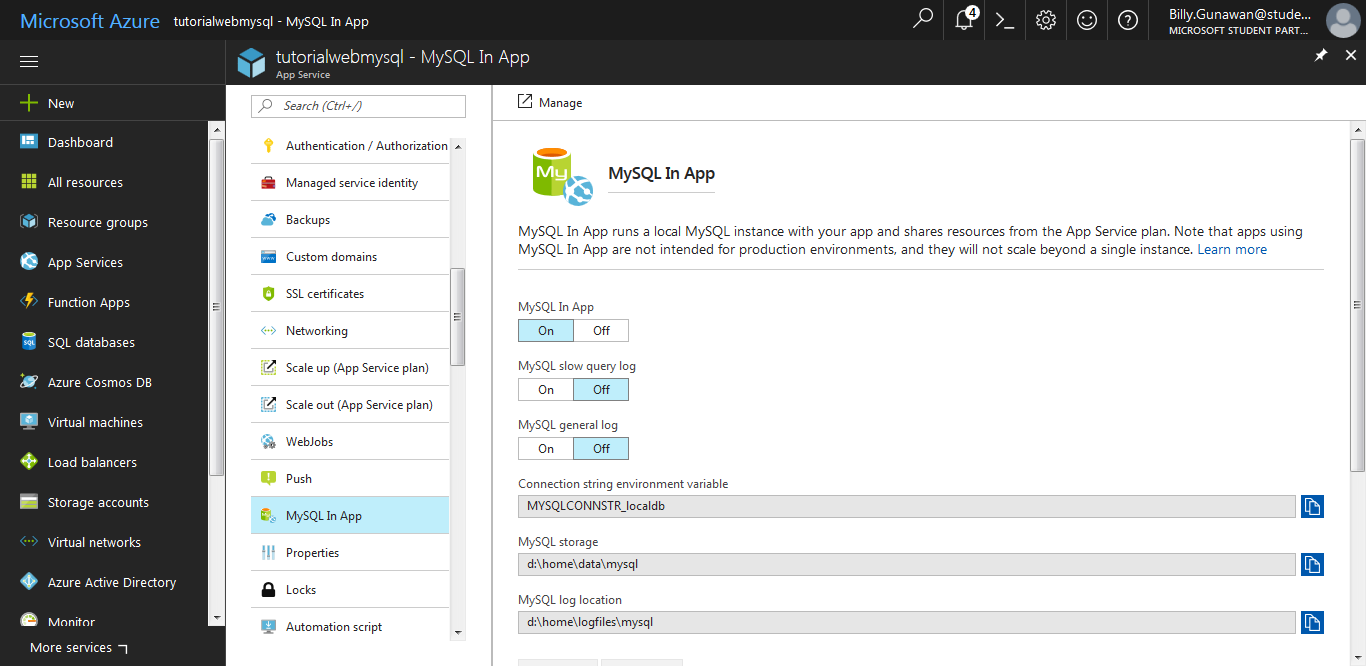 Microsoft Azure tutorialwebmysql - MySQL In App
4
Billy.Gunawan@stude...
MICROSOFT STUDENT PART...
tutorialwebmysql - MySQL In App
App Service
New
Dashboard
All resources
Resource groups
App Services
Function Apps
SQL databases
Azure Cosmos DB
Virtual machines
Load balancers
Storage accounts
Virtual networks
Azure Active Directory
Monitor
More services
Search (Ctrl+/)
Authentication / Authorization
Managed service identity
Backups
Custom domains
SSL certificates
Networking
Scale up (App Service plan)
Scale out (App Service plan)
WebJobs
Push
MySQL In App
Properties
Locks
Automation script
Manage
My
MySQL In App
MySQL In App runs a local MySQL instance with your app and shares resources from the App Service plan. Note that apps using
MySQL In App are not intended for production environments, and they will not scale beyond a single instance. Learn more
MySQL In App
On Off
MySQL slow query log
On Off
MySQL general log
On Off
Connection string environment variable
MYSQLCONNSTR_localdb
MySQL storage
d:\home\data\mysql
MySQL log location
d:\home\logfiles\mysql